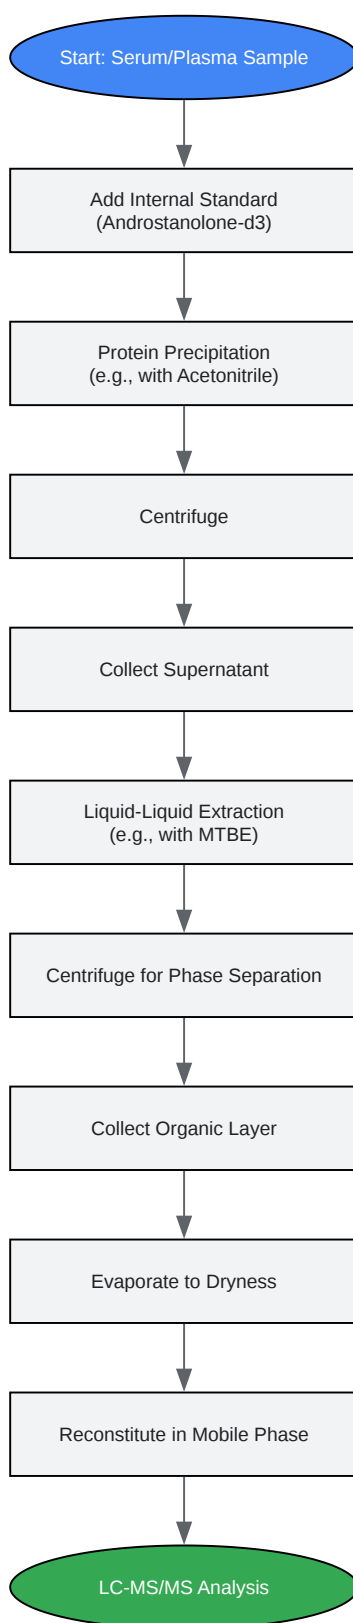 Start: Serum/Plasma Sample
Add Internal Standard
(Androstanolone-d3)
Protein Precipitation
(e.g., with Acetonitrile)
Centrifuge
Collect Supernatant
Liquid-Liquid Extraction
(e.g., with MTBE)
Centrifuge for Phase Separation
Collect Organic Layer
Evaporate to Dryness
Reconstitute in Mobile Phase
LC-MS/MS Analysis